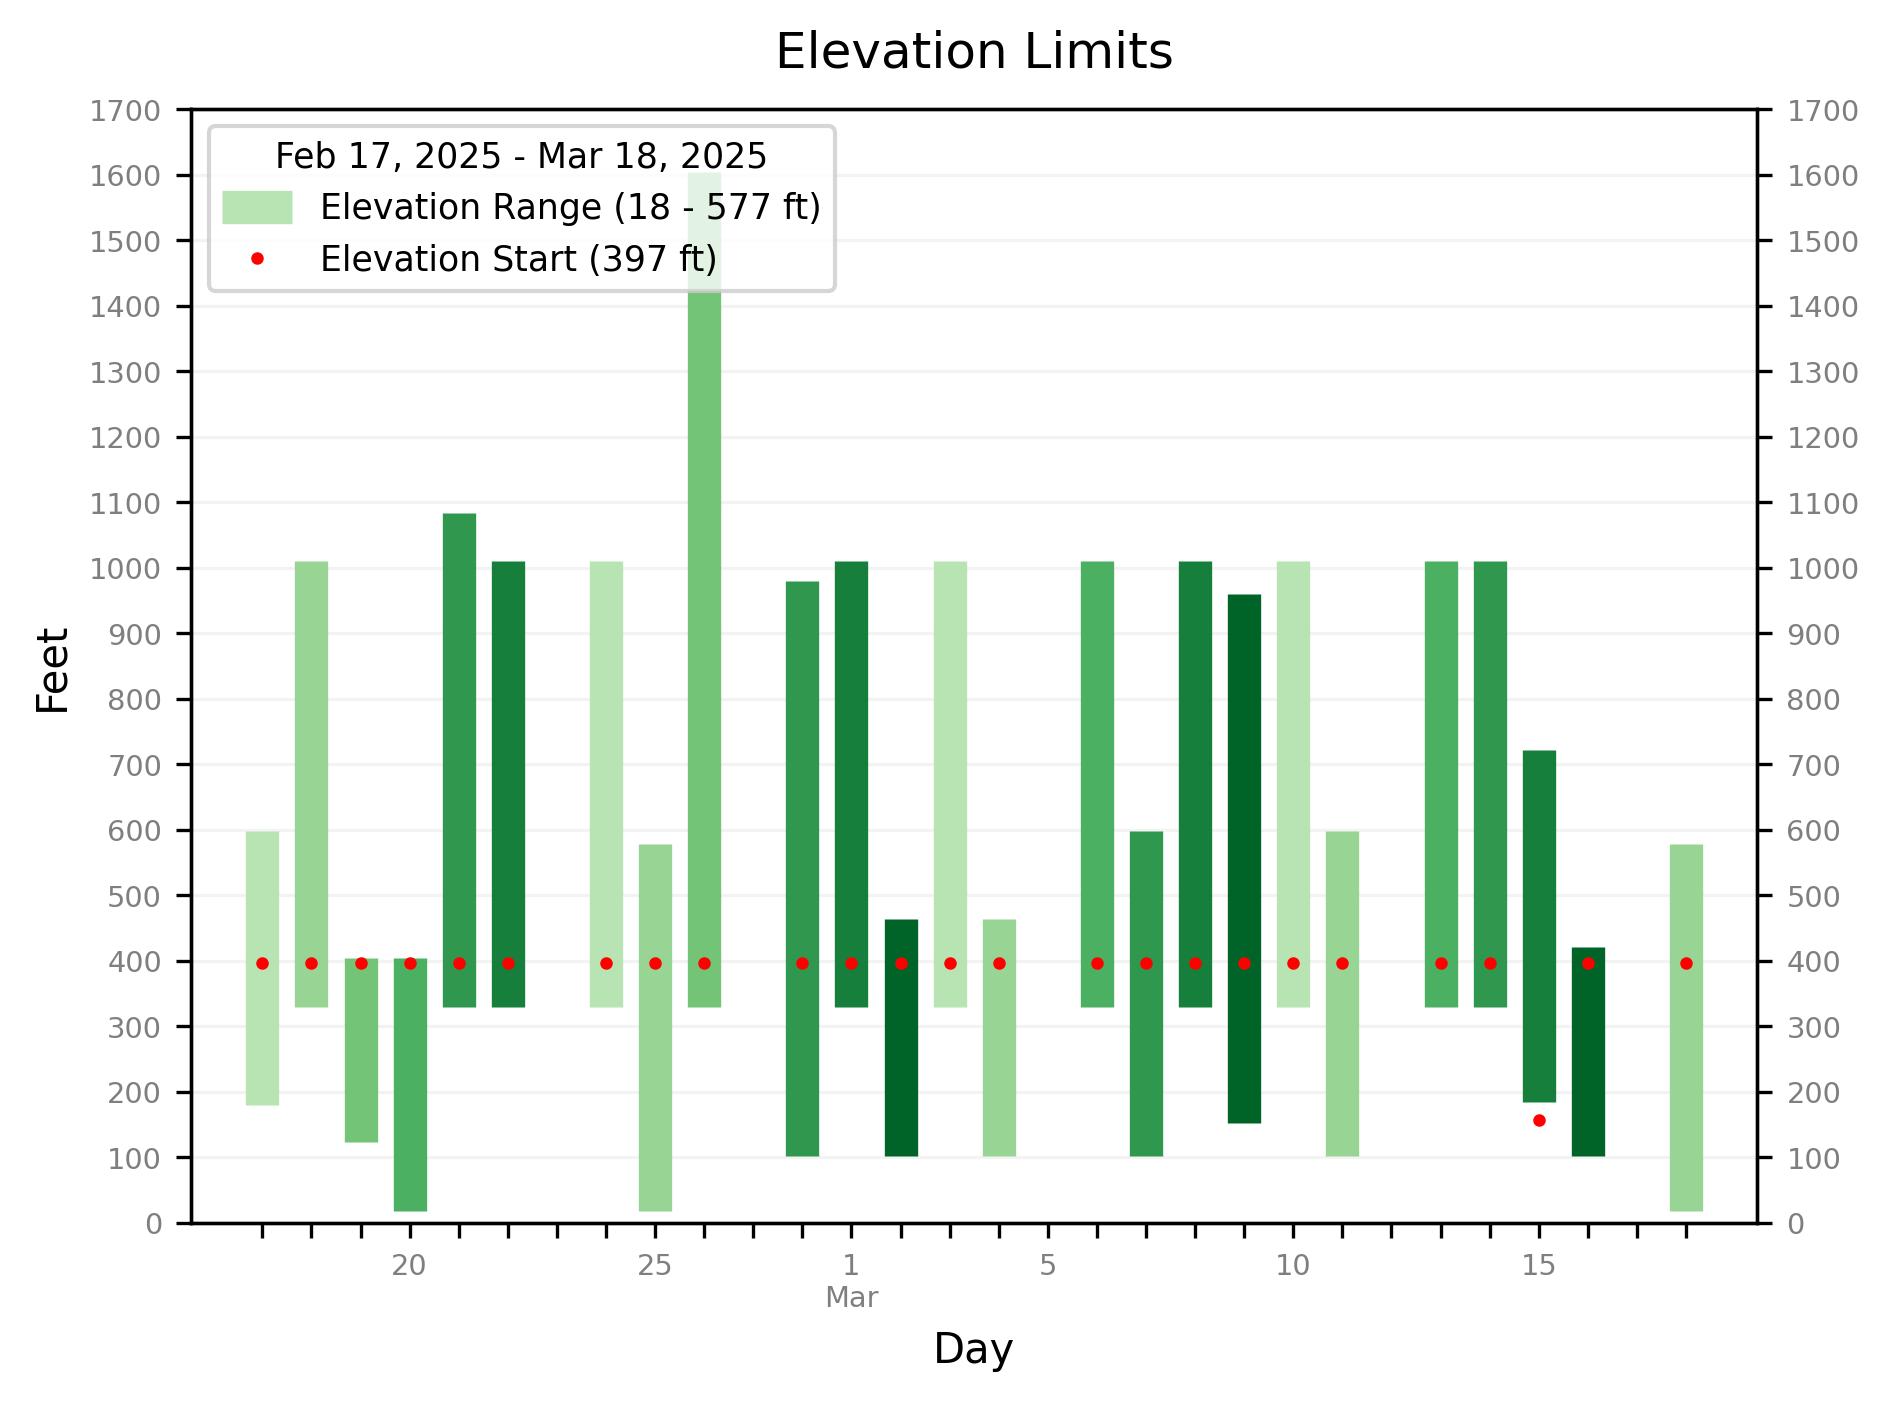 Elevation Limits
Feb 17, 2025 - Mar 18, 2025
Elevation Range (18 - 577 ft)
Elevation Start (397 ft)
Feet
1700 1700
1600 1600
1500 1500
1400 1400
1300 1300
1200 1200
1100 1100
1000 1000
900 900
800 800
700 700
600 600
500 500
400 400
300 300
200 200
100 100
0 0
20 25 1 5 10 15
Mar
Day